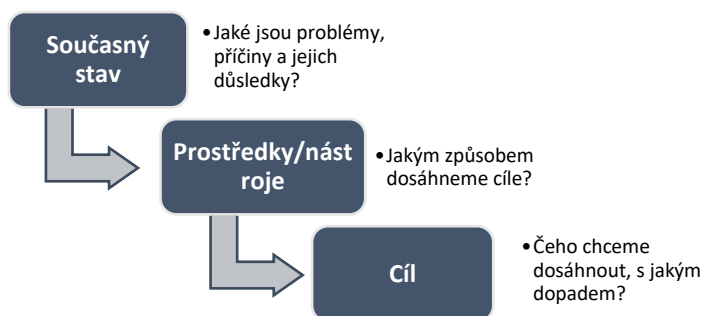 Současný
stav
•Jaké jsou problémy,
příčiny a jejich
důsledky?
Prostředky/nást
roje
•Jakým způsobem
dosáhneme cíle?
Cíl
•Čeho chceme
dosáhnout, s jakým
dopadem?